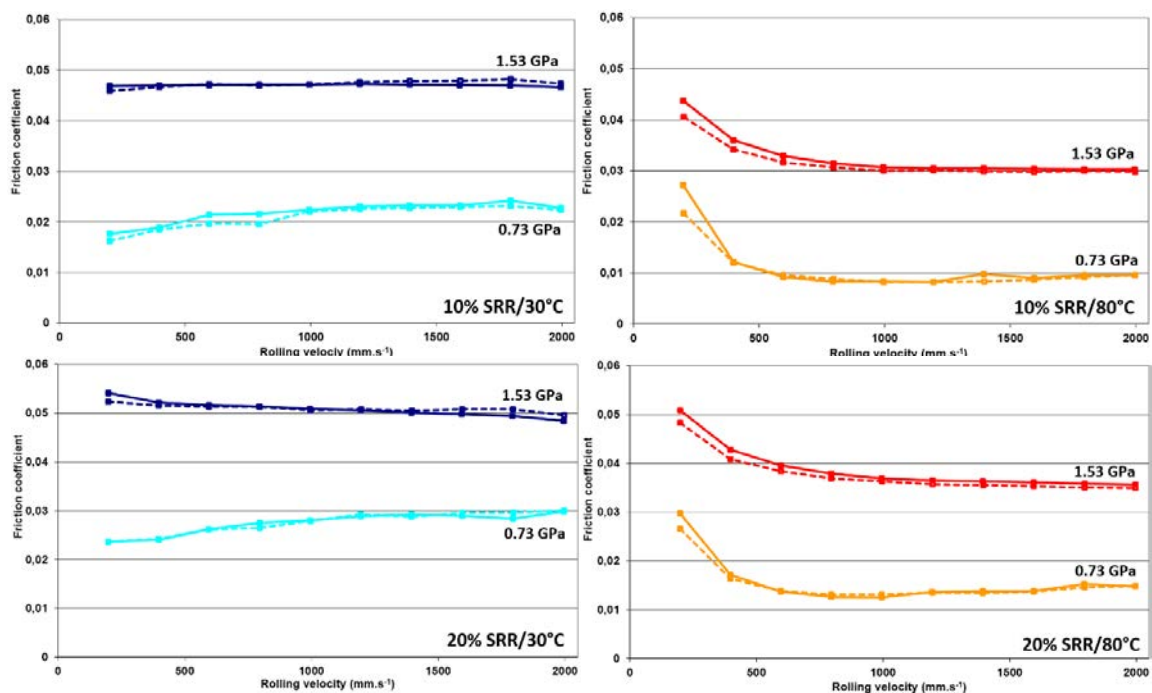 0,06
0,05
0,04
0,03
0,02
0,01
0
Friction coefficient
1.53 GPa
0.73 GPa
10% SRR/30°C
0 500 1000 1500 2000
Rolling velociy (mm.s-1)
0,06
0,05
0,04
0,03
0,02
0,01
0
Friction coefficient
1.53 GPa
0.73 GPa
10% SRR/80°C
0 500 1000 1500 2000
Rolling velocity (mm.s-1)
0,06
0,05
0,04
0,03
0,02
0,01
0
Friction coefficient
1.53 GPa
0.73 GPa
20% SRR/30°C
0 500 1000 1500 2000
Rolling velocity (mm.s-1)
0,06
0,05
0,04
0,03
0,02
0,01
0
Friction coefficient
1.53 GPa
0.73 GPa
20% SRR/80°C
0 500 1000 1500 2000
Rolling velocity (mm.s-1)